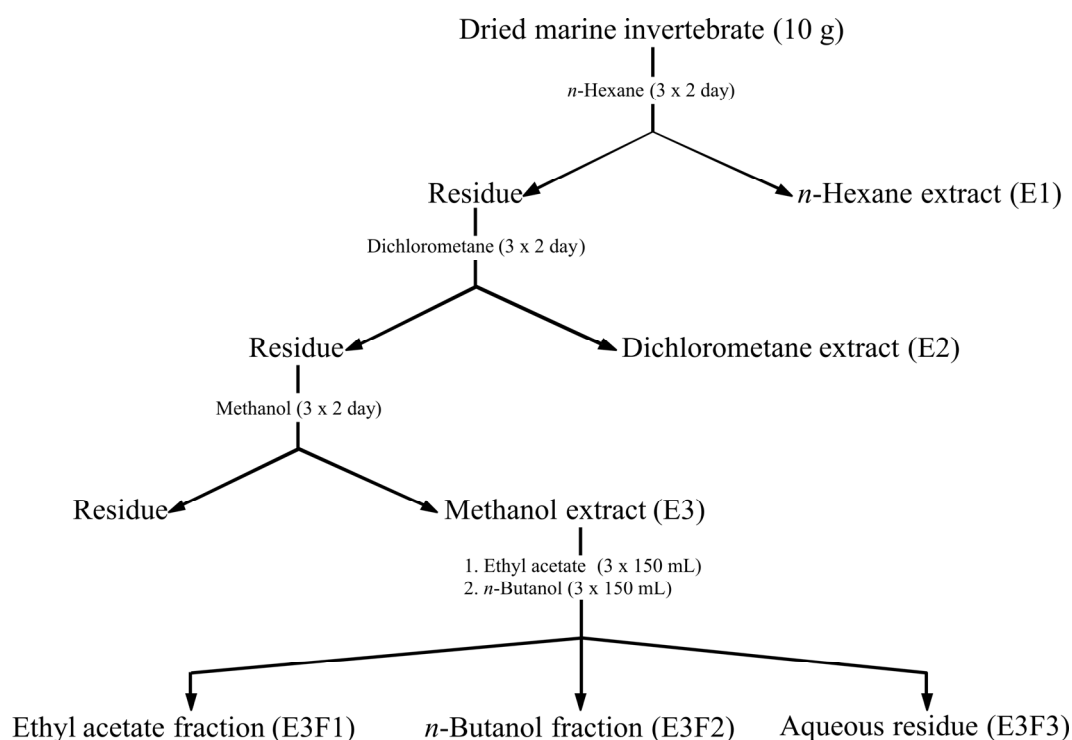 Dried marine invertebrate (10 g)
n-Hexane (3 x 2 day)
Residue
n-Hexane extract (E1)
Dichlorometane (3 x 2 day)
Residue
Dichlorometane extract (E2)
Methanol (3 x 2 day)
Residue
Methanol extract (E3)
1. Ethyl acetate (3 x 150 mL)
2. n-Butanol (3 x 150 mL)
Ethyl acetate fraction (E3F1)
n-Butanol fraction (E3F2)
Aqueous residue (E3F3)